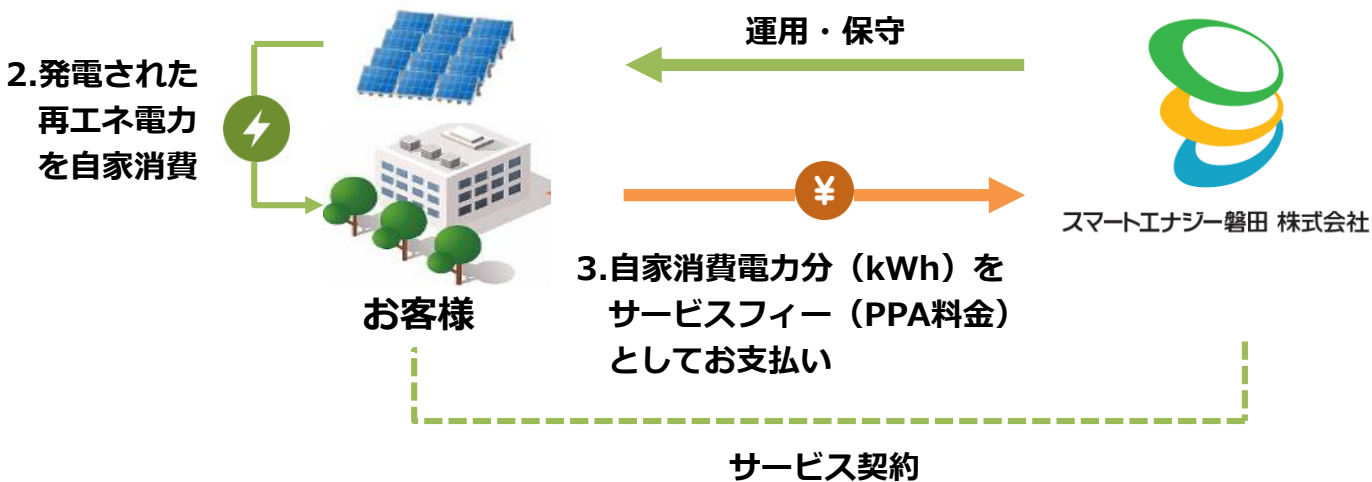 運用・保守
2.発電された
再エネ電力
を自家消費
¥
スマートエナジー磐田 株式会社
お客様
3.自家消費電力分（kWh）を
サービスフィー（PPA料金）
としてお支払い
サービス契約